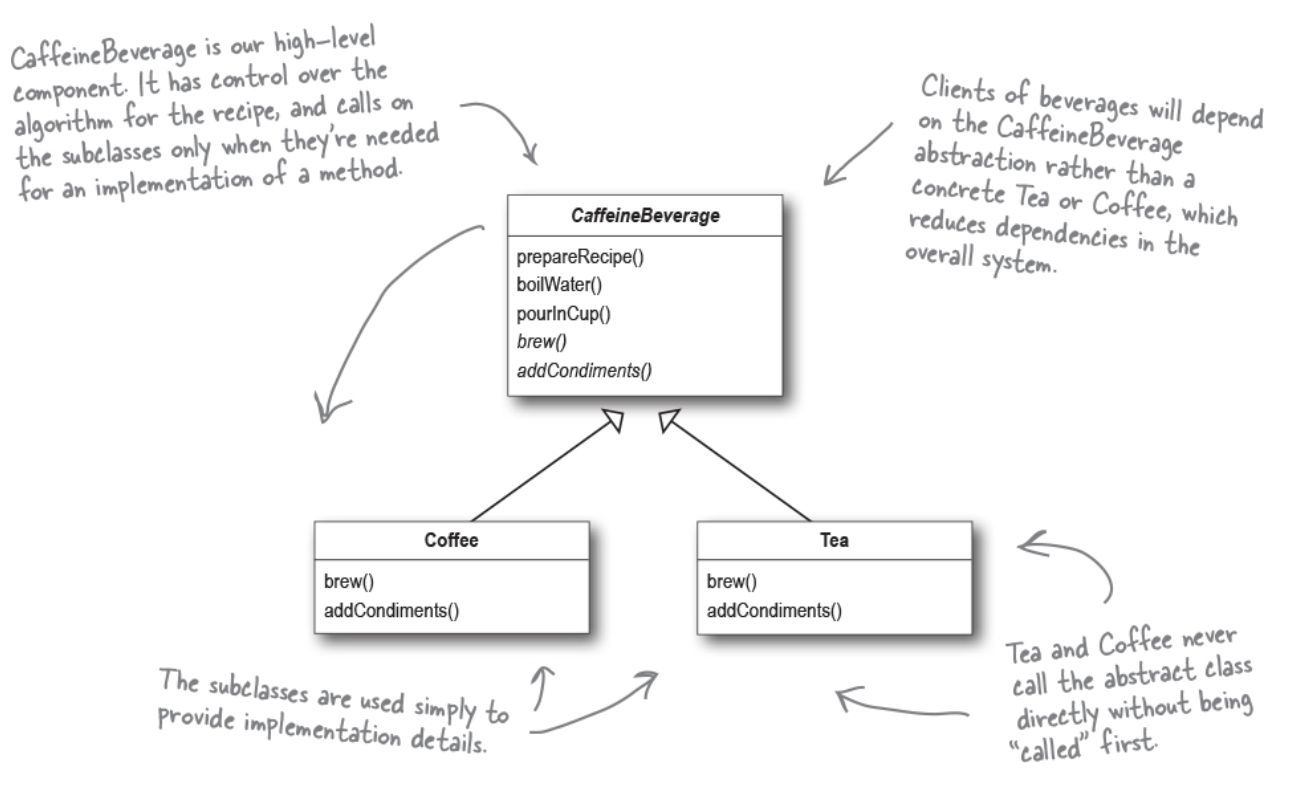 CaffeineBeverage is our high-level
component. It has control over the
algorithm for the recipe, and calls on
the subclasses only when they're needed
for an implementation of a method.
Clients of beverages will depend
on the CaffeineBeverage
abstraction rather than a
concrete Tea or Coffee, which
reduces dependencies in the
overall system.
CaffeineBeverage
prepareRecipe()
boilWater()
pourInCup()
brew()
addCondiments()
Coffee
brew()
addCondiments()
Tea
brew()
addCondiments()
The subclasses are used simply to
provide implementation details.
Tea and Coffee never
call the abstract class
directly without being
“called” first.